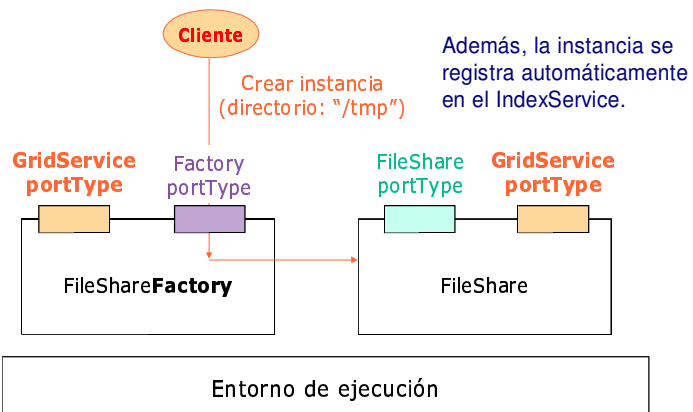 Cliente
Además, la instancia se
registra automáticamente
en el IndexService.
Crear instancia
(directorio: “/tmp”)
GridService
portType
Factory
portType
FileShare
portType
GridService
portType
FileShareFactory
FileShare
Entorno de ejecución